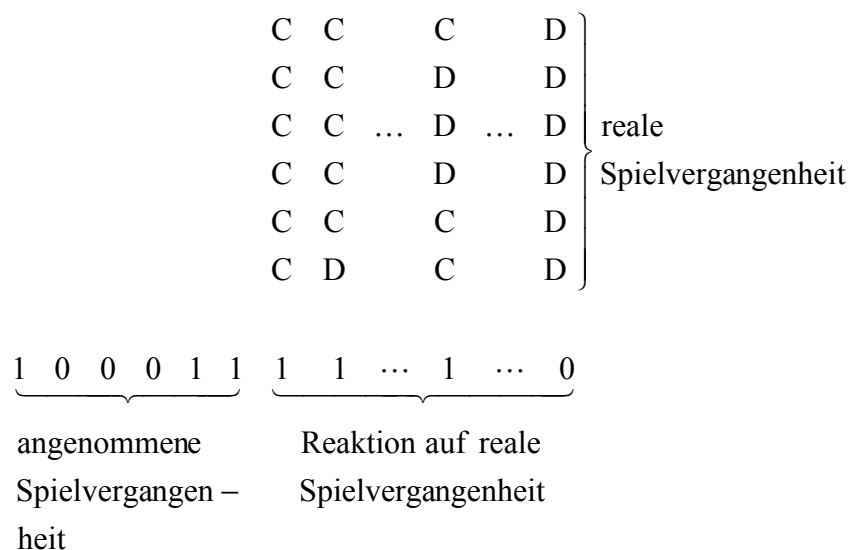 C C C D
C C D D
C C … D … D reale
C C D D Spielvergangenheit
C C C D
C D C D
1 0 0 0 1 1 1 1 ⋯ 1 ⋯ 0
angenommene Reaktion auf reale
Spielvergangen – Spielvergangenheit
heit